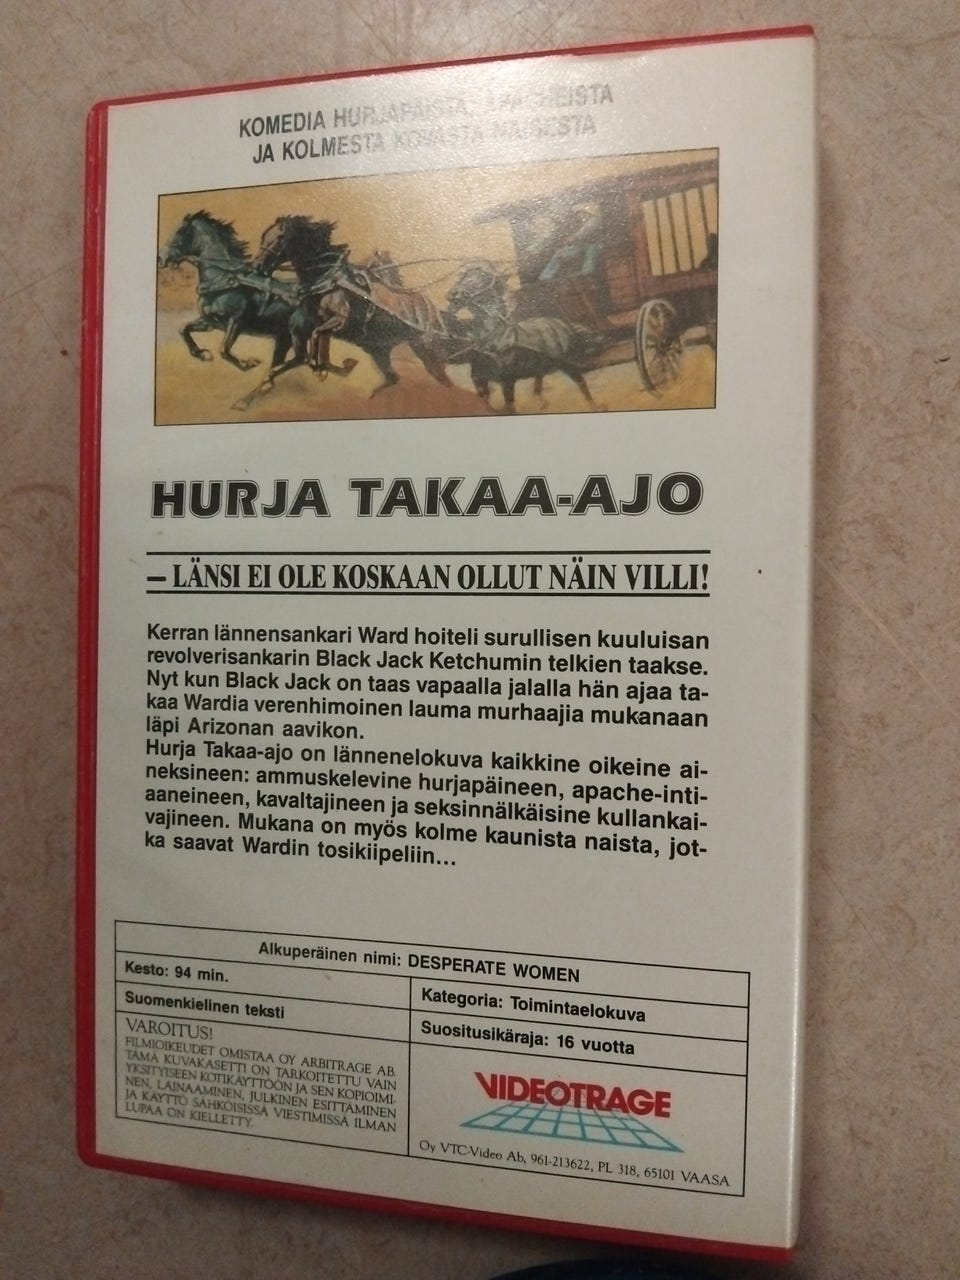 KOMEDIA HURJAPÄISTÄ, APACHEISTA
JA KOLMESTA KOVASTA NAISESTA
HURJA TAKAA-AJO
– LÄNSI EI OLE KOSKAAN OLLUT NÄIN VILLI!
Kerran lännensankari Ward hoiteli surullisen kuuluisan
revolverisankarin Black Jack Ketchumin telkien taakse.
Nyt kun Black Jack on taas vapaalla jalalla hän ajaa ta-
kaa Wardia verenhimoinen lauma murhaajia mukanaan
läpi Arizonan aavikon.
Hurja Takaa-ajo on lännenelokuva kaikkine oikeine ai-
neksineen: ammuskelevine hurjapäineen, apache-inti-
aaneineen, kavaltajineen ja seksinnälkäisine kullankai-
vajineen. Mukana on myös kolme kaunista naista, jot-
ka saavat Wardin tosikiipeliin...
Alkuperäinen nimi: DESPERATE WOMEN
Kesto: 94 min.
Kategoria: Toimintaelokuva
Suomenkielinen teksti
Suositusikäraja: 16 vuotta
VAROITUS!
FILMIOIKEUDET OMISTAA OY ARBITRAGE AB.
TÄMÄ KUVAKASETTI ON TARKOITETTU VAIN
YKSITYISEEN KOTIKÄYTTÖÖN JA SEN KOPIOIMI-
NEN, LAINAAMINEN, JULKINEN ESITTÄMINEN
JA KÄYTTÖ SÄHKÖISISSÄ VIESTIMISSÄ ILMAN
LUPAA ON KIELLETTY.
VIDEOTRAGE
Oy VTC-Video Ab, 961-213622, PL 318, 65101 VAASA